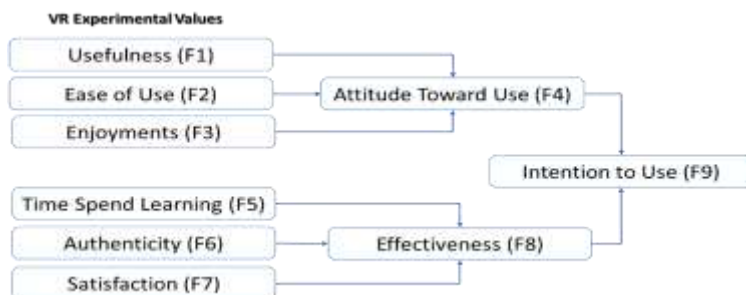 VR Experimental Values
Usefulness (F1)
Ease of Use (F2)
Attitude Toward Use (F4)
Enjoyments (F3)
Intention to Use (F9)
Time Spend Learning (F5)
Authenticity (F6)
Effectiveness (F8)
Satisfaction (F7)